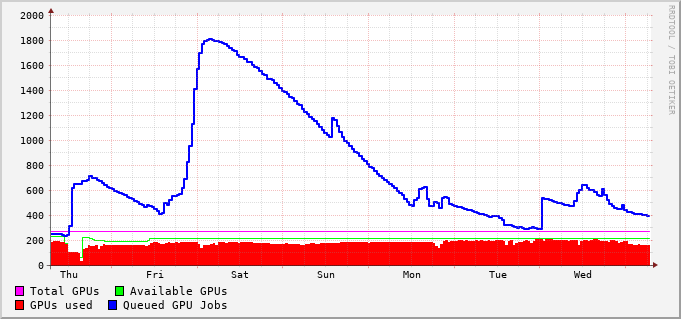 2000
1800
1600
1400
1200
1000
800
600
400
200
0
Thu Fri Sat Sun Mon Tue Wed
Total GPUs Available GPUs
GPUs used Queued GPU Jobs
RRDTOOL / TOBI OETIKER